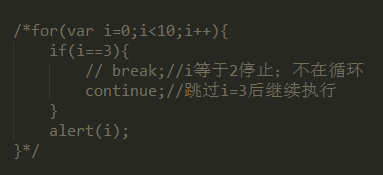 /*for(var i=0;i<10;i++){
if(i==3){
// break;//i等于2停止；不在循环
continue;//跳过i=3后继续执行
}
alert(i);
}*/